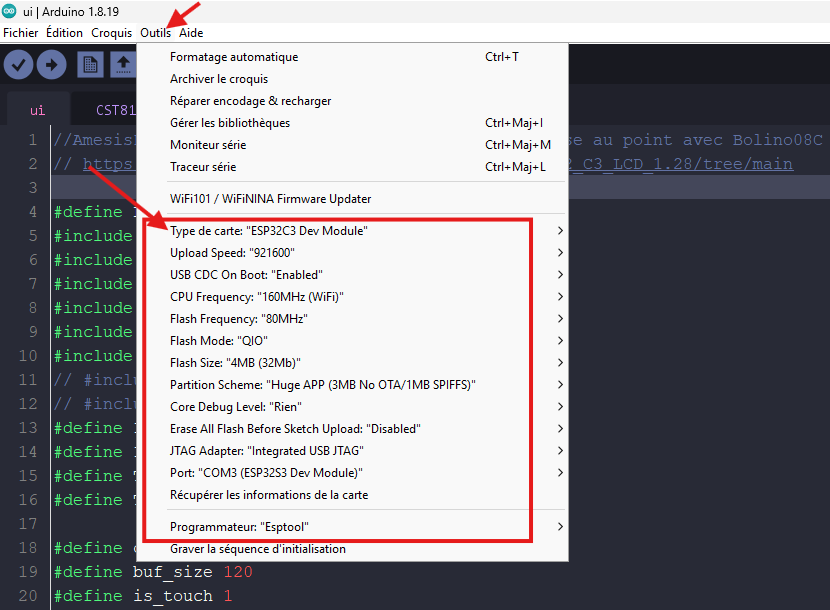 ui | Arduino 1.8.19
Fichier Édition Croquis Outils Aide
Formatage automatique Ctrl+T
Archiver le croquis
Réparer encodage & recharger
Gérer les bibliothèques Ctrl+Maj+I
Moniteur série Ctrl+Maj+M
Traceur série Ctrl+Maj+L
WiFi101 / WiFiNINA Firmware Updater
Type de carte: "ESP32C3 Dev Module"
Upload Speed: "921600"
USB CDC On Boot: "Enabled"
CPU Frequency: "160MHz (WiFi)"
Flash Frequency: "80MHz"
Flash Mode: "QIO"
Flash Size: "4MB (32Mb)"
Partition Scheme: "Huge APP (3MB No OTA/1MB SPIFFS)"
Core Debug Level: "Rien"
Erase All Flash Before Sketch Upload: "Disabled"
JTAG Adapter: "Integrated USB JTAG"
Port: "COM3 (ESP32S3 Dev Module)"
Récupérer les informations de la carte
Programmateur: "Esptool"
Graver la séquence d'initialisation
ui CST81
1 //Amesis se au point avec Bolino08C
2 // https 2_C3_LCD_1.28/tree/main
3
4 #define
5 #include
6 #include
7 #include
8 #include
9 #include
10 #include
11 // #inclu
12 // #inclu
13 #define
14 #define
15 #define
16 #define
17
18 #define
19 #define buf_size 120
20 #define is_touch 1